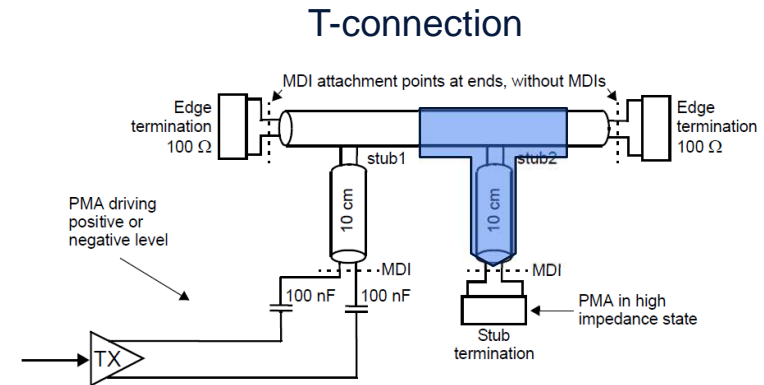 T-connection
MDI attachment points at ends, without MDIs
Edge
termination
100 Ω
Edge
termination
100 Ω
stub1
stub2
10 cm
10 cm
PMA driving
positive or
negative level
MDI
MDI
100 nF
100 nF
PMA in high
impedance state
Stub
termination
TX